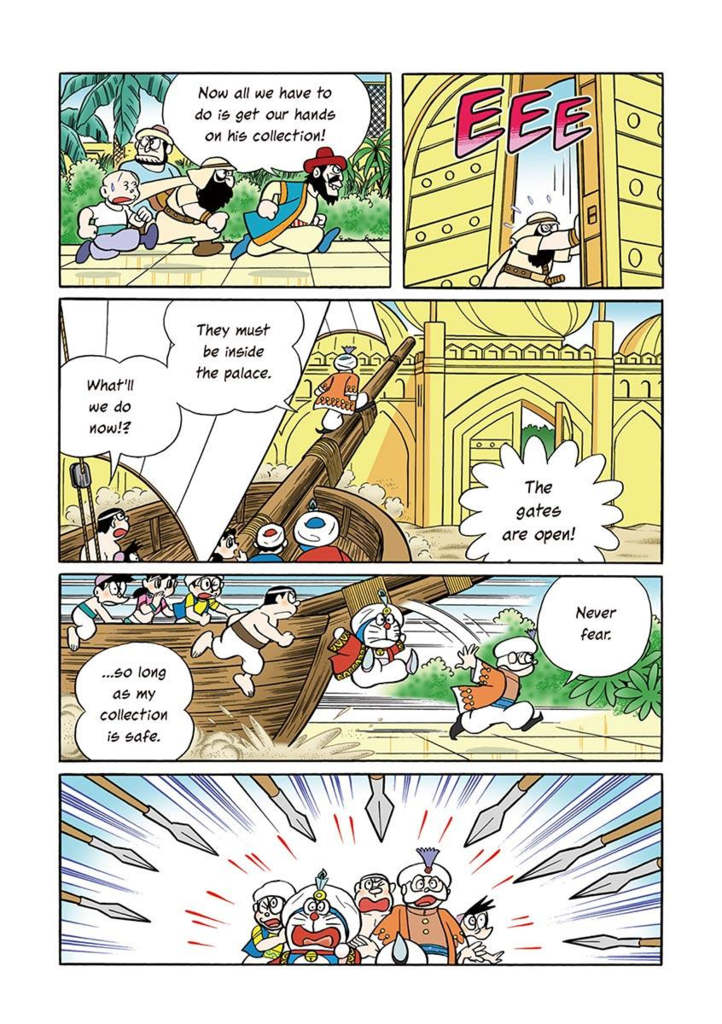 Now all we have to
do is get our hands
on his collection!
EEE
They must
be inside
the palace.
What'll
we do
now!?
The
gates
are open!
Never
fear.
...so long
as my
collection
is safe.